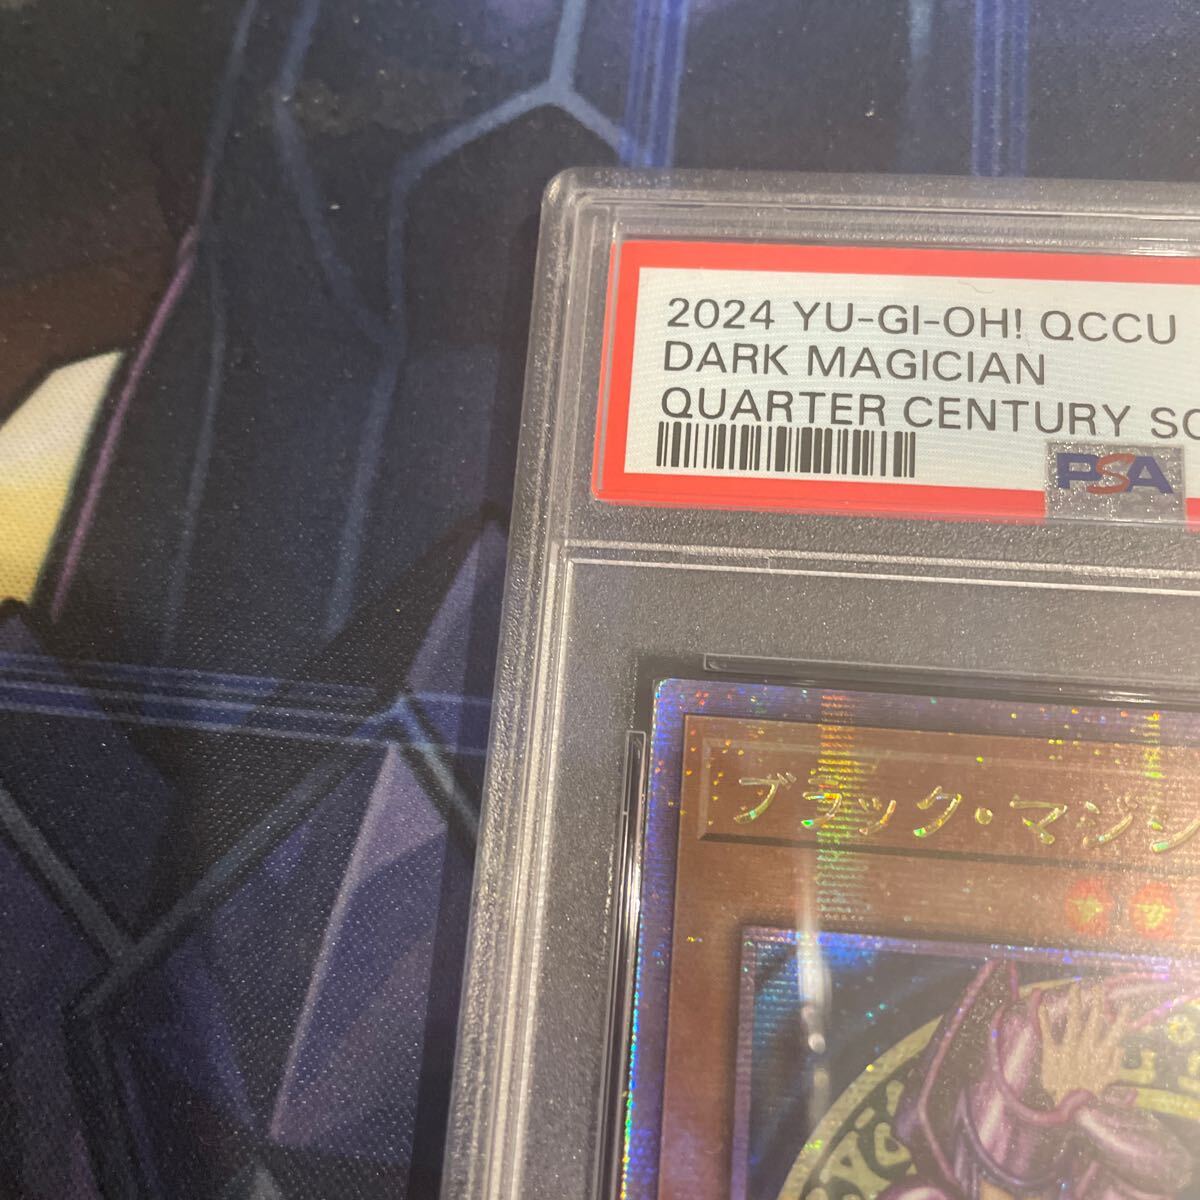 2024 YU-GI-OH! QCCU
DARK MAGICIAN
QUARTER CENTURY SC
PSA
ブラック・マジシ